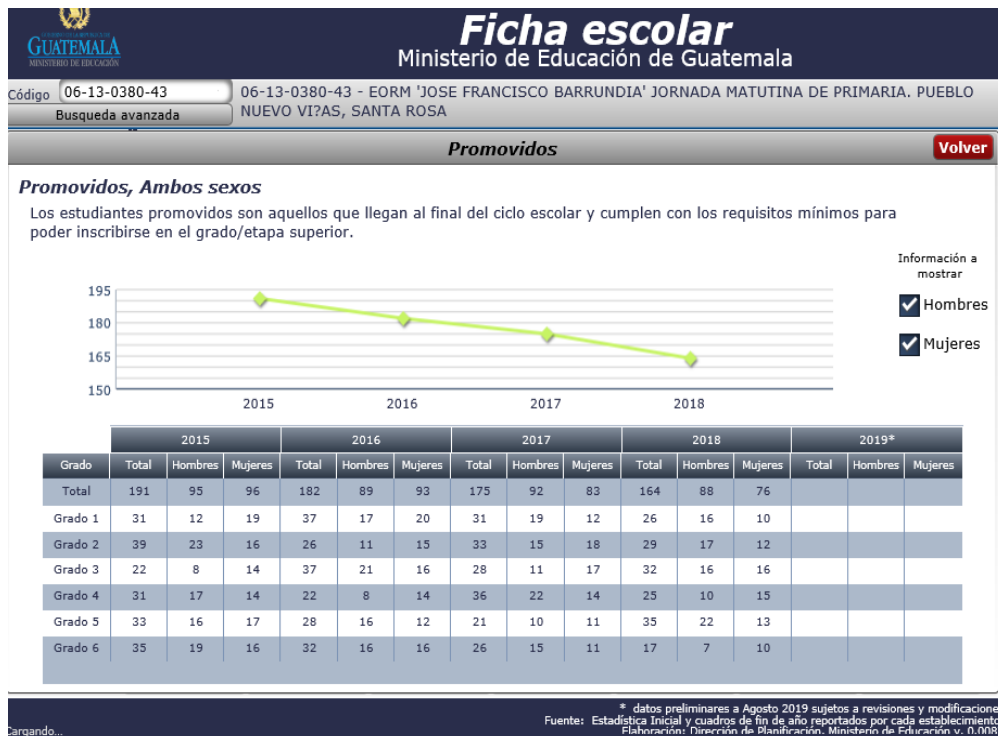 GUATEMALA
MINISTERIO DE EDUCACIÓN
Ficha escolar
Ministerio de Educación de Guatemala
Código 06-13-0380-43
Busqueda avanzada
06-13-0380-43 - EORM 'JOSE FRANCISCO BARRUNDIA' JORNADA MATUTINA DE PRIMARIA. PUEBLO
NUEVO VI?AS, SANTA ROSA
Promovidos
Volver
Promovidos, Ambos sexos
Los estudiantes promovidos son aquellos que llegan al final del ciclo escolar y cumplen con los requisitos mínimos para
poder inscribirse en el grado/etapa superior.
Información a
mostrar
Hombres
Mujeres
195
180
165
150
2015 2016 2017 2018
2015 2016 2017 2018 2019*
Grado Total Hombres Mujeres Total Hombres Mujeres Total Hombres Mujeres Total Hombres Mujeres Total Hombres Mujeres
Total 191 95 96 182 89 93 175 92 83 164 88 76
Grado 1 31 12 19 37 17 20 31 19 12 26 16 10
Grado 2 39 23 16 26 11 15 33 15 18 29 17 12
Grado 3 22 8 14 37 21 16 28 11 17 32 16 16
Grado 4 31 17 14 22 8 14 36 22 14 25 10 15
Grado 5 33 16 17 28 16 12 21 10 11 35 22 13
Grado 6 35 19 16 32 16 16 26 15 11 17 7 10
* datos preliminares a Agosto 2019 sujetos a revisiones y modificacione
Fuente: Estadística Inicial y cuadros de fin de año reportados por cada establecimiento
Elaboración: Dirección de Planificación, Ministerio de Educación v. 0.008
Cargando...